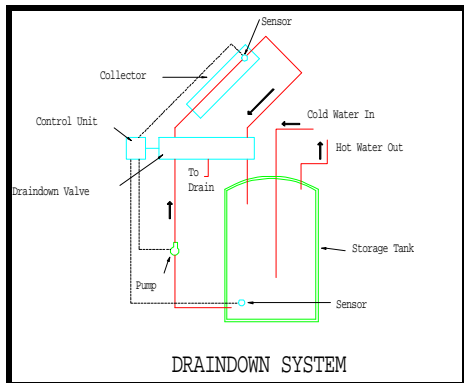 Sensor
Collector
Cold Water In
Control Unit
Hot Water Out
To
Drain
Draindown Valve
Storage Tank
Pump
Sensor
DRAINDOWN SYSTEM